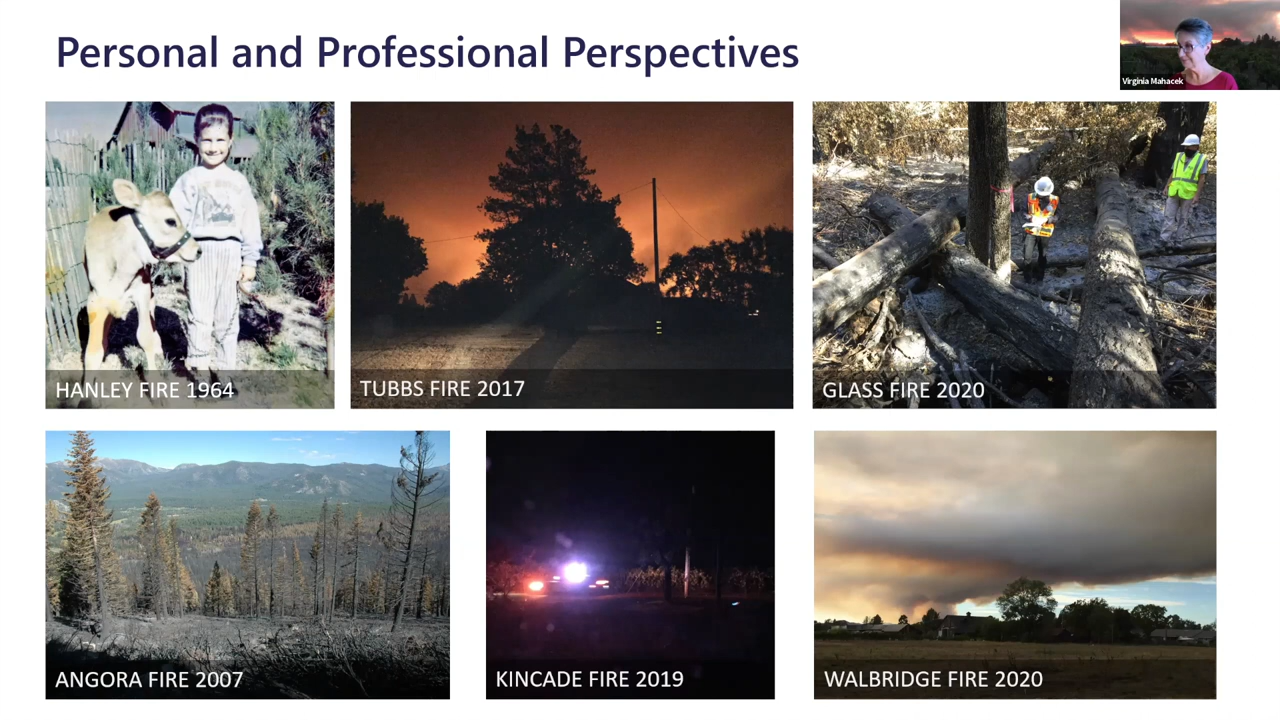 Personal and Professional Perspectives
Virginia Mahacek
HANLEY FIRE 1964
TUBBS FIRE 2017
GLASS FIRE 2020
ANGORA FIRE 2007
KINCADE FIRE 2019
WALBRIDGE FIRE 2020